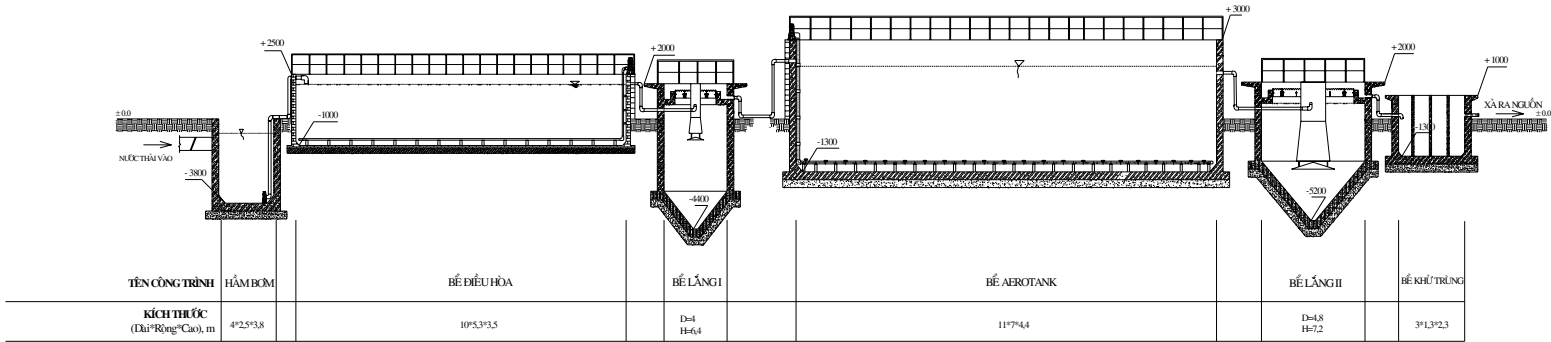 +3000
+2500
+2000
+2000
+1000
±0.0
-1000
XẢ RA NGUỒN
±0.0
NƯỚC THẢI VÀO
-1300
-1300
-3800
-4400
-5200
TÊN CÔNG TRÌNH HẦM BƠM BỂ ĐIỀU HÒA BỂ LẮNG I BỂ AEROTANK BỂ LẮNG II BỂ KHỬ TRÙNG
KÍCH THƯỚC
(Dài*Rộng*Cao), m 4*2,5*3,8 10*5,3*3,5 D=4 11*7*4,4 D=4,8 3*1,3*2,3
H=6,4 H=7,2